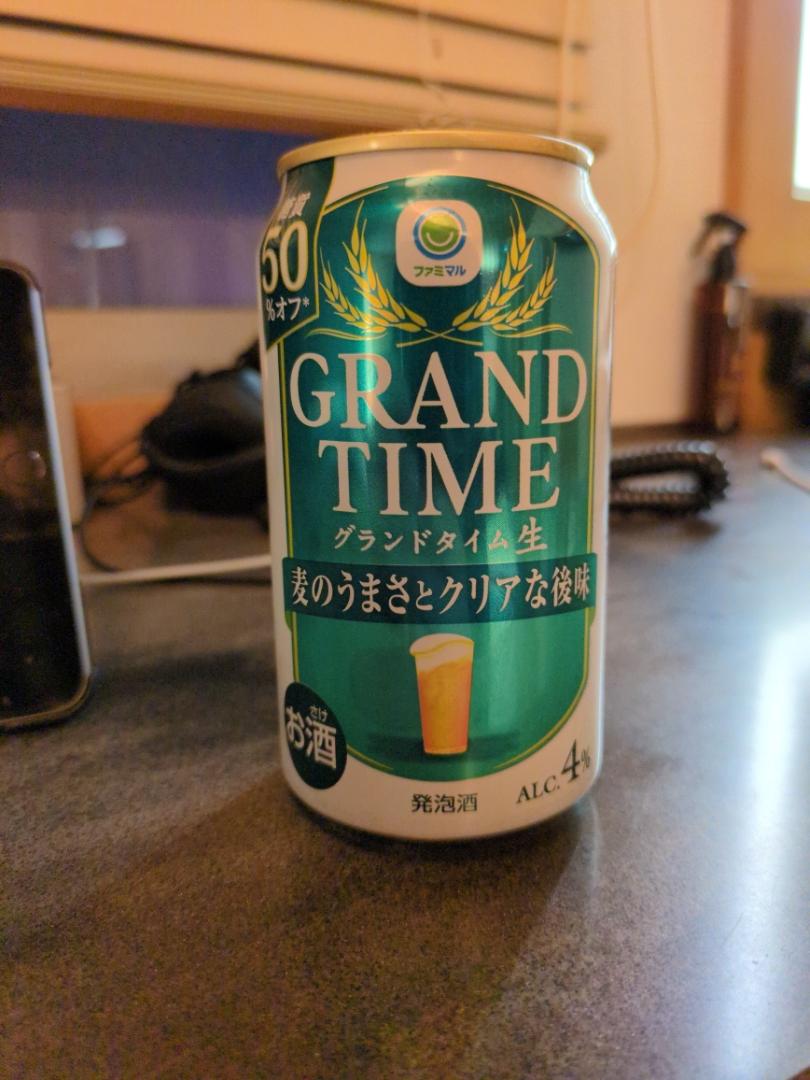 糖質
50
%オフ*
ファミマル
GRAND
TIME
グランドタイム生
麦のうまさとクリアな後味
さけ
お酒
発泡酒
ALC.4%